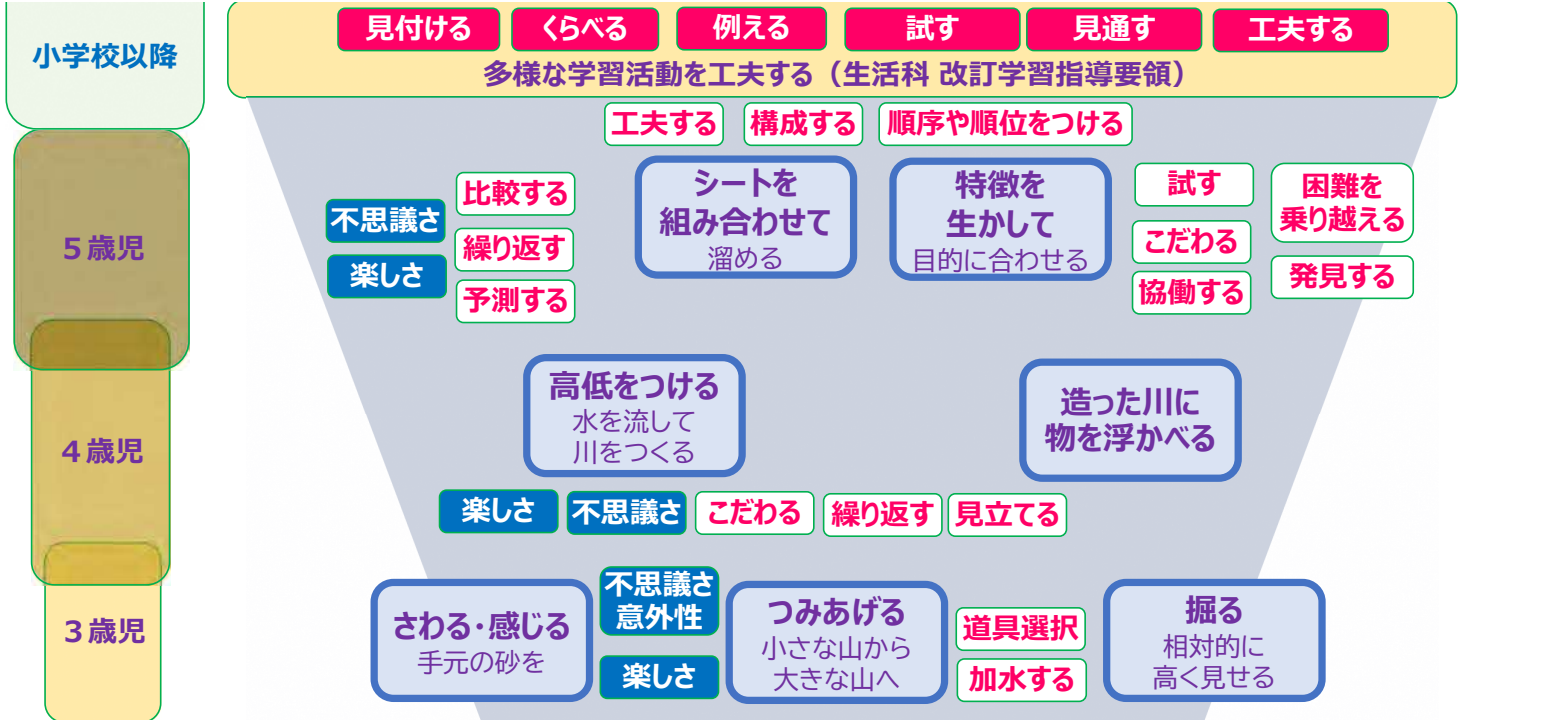 小学校以降
見付ける
くらべる
例える
試す
見通す
工夫する
多様な学習活動を工夫する（生活科 改訂学習指導要領）
工夫する
構成する
順序や順位をつける
５歳児
不思議さ
楽しさ
比較する
繰り返す
予測する
シートを
組み合わせて
溜める
特徴を
生かして
目的に合わせる
試す
こだわる
協働する
困難を
乗り越える
発見する
４歳児
高低をつける
水を流して
川をつくる
造った川に
物を浮かべる
楽しさ
不思議さ
こだわる
繰り返す
見立てる
３歳児
さわる・感じる
手元の砂を
不思議さ
意外性
楽しさ
つみあげる
小さな山から
大きな山へ
道具選択
加水する
掘る
相対的に
高く見せる